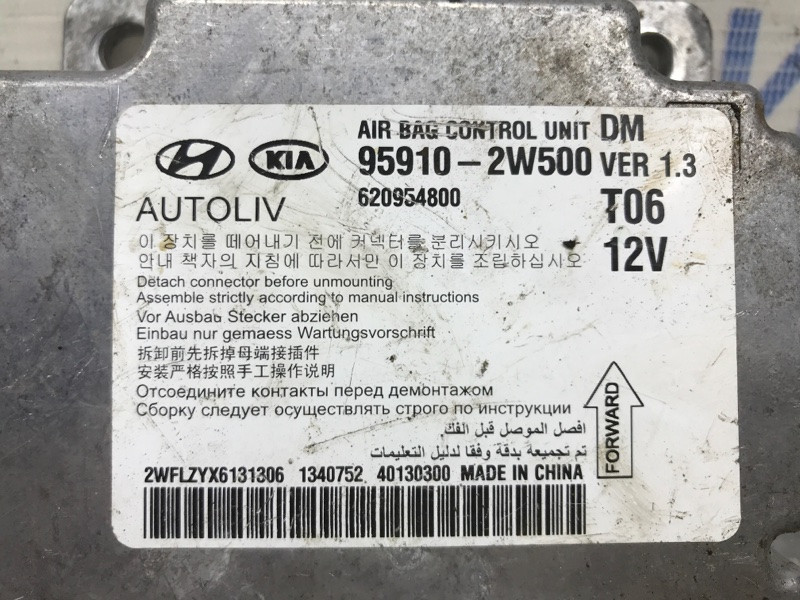 AIR BAG CONTROL UNIT DM
KIA 95910-2W500 VER 1.3
AUTOLIV 620954800 T06
이 장치를 떼어내기 전에 커넥터를 분리시키시오
안내 책자의 지침에 따라서만 이 장치를 조립하십시오 12V
Detach connector before unmounting
Assemble strictly according to manual instructions
Vor Ausbau Stecker abziehen
Einbau nur gemaess Wartungsvorschrift
拆卸前先拆掉母端接插件
安装严格按照手工操作说明
Отсоедините контакты перед демонтажом
Сборку следует осуществлять строго по инструкции
افصل الموصل قبل الفك.
تم تجميعة بدقة وفقا لدليل التعليمات
FORWARD
2WFLZYX6131306 1340752 40130300 MADE IN CHINA